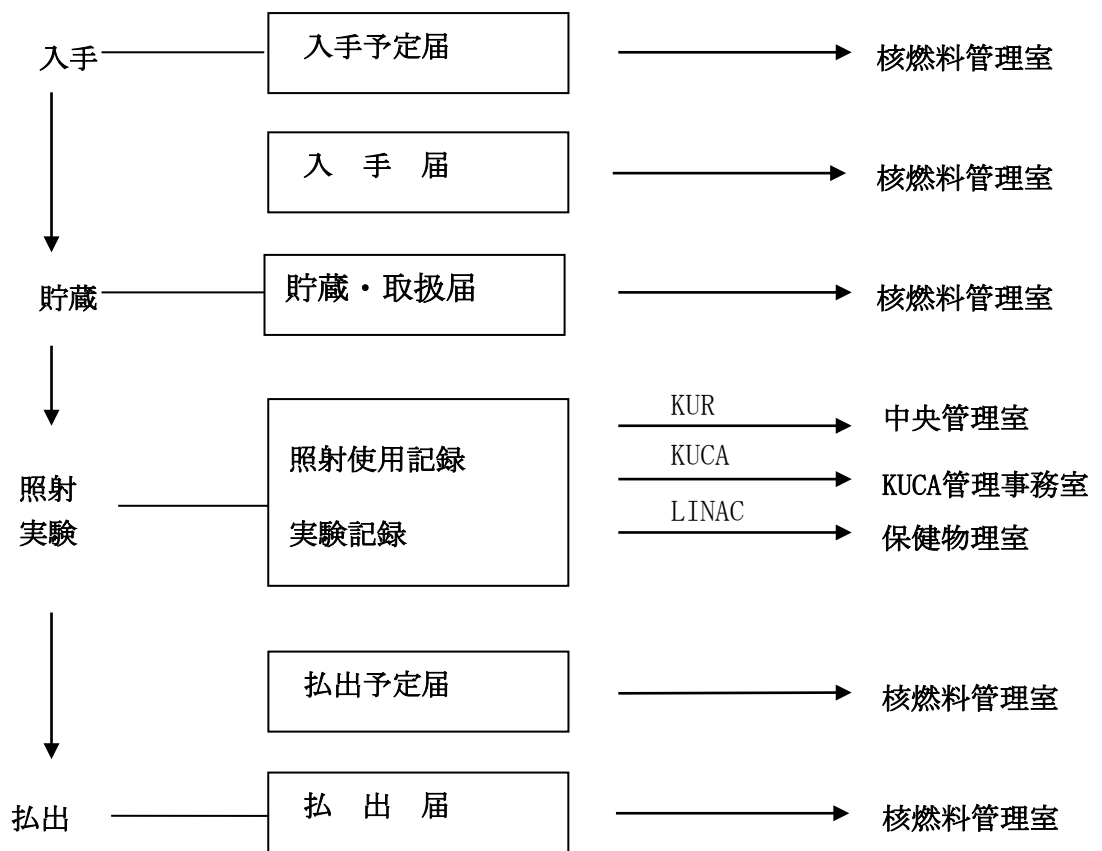 入手
入手予定届
核燃料管理室
入　手　届
核燃料管理室
貯蔵
貯蔵・取扱届
核燃料管理室
照射
実験
照射使用記録
実験記録
KUR
中央管理室
KUCA
KUCA管理事務室
LINAC
保健物理室
払出予定届
核燃料管理室
払出
払　出　届
核燃料管理室